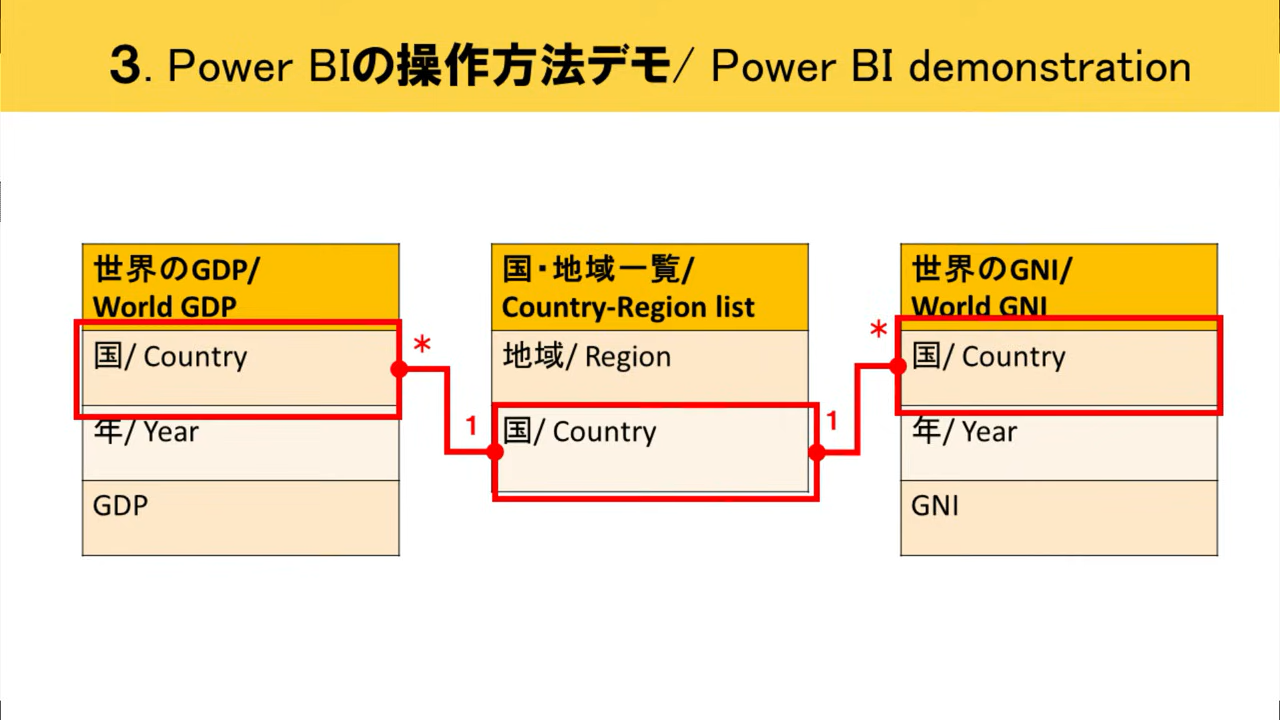 3. Power BIの操作方法デモ/ Power BI demonstration
世界のGDP/
World GDP
国/ Country
年/ Year
GDP
*
1
国・地域一覧/
Country-Region list
地域/ Region
国/ Country
1
*
世界のGNI/
World GNI
国/ Country
年/ Year
GNI